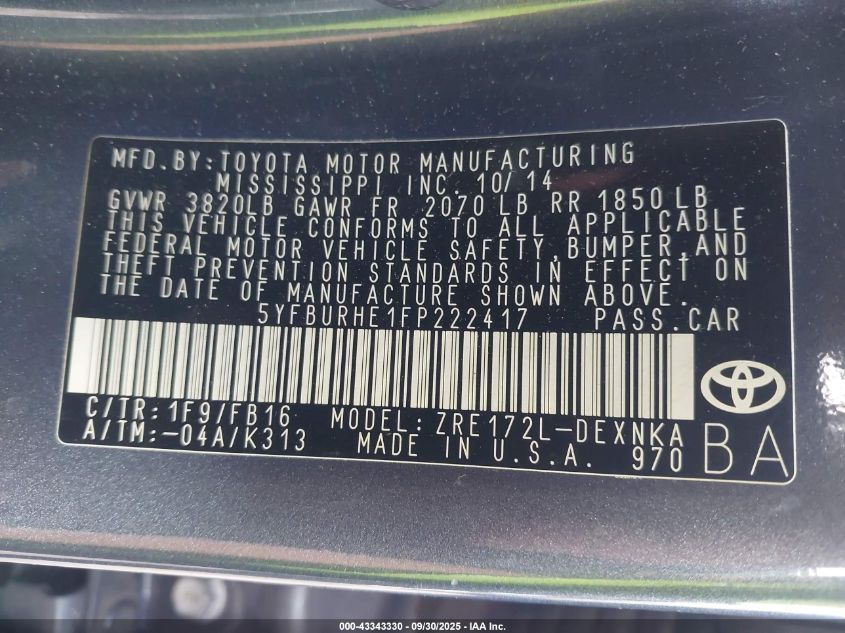 MFD.BY:TOYOTA MOTOR MANUFACTURING
MISSISSIPPI INC. 10/14
GVWR 3820LB GAWR FR 2070 LB RR 1850 LB
THIS VEHICLE CONFORMS TO ALL APPLICABLE
FEDERAL MOTOR VEHICLE SAFETY,BUMPER,AND
THEFT PREVENTION STANDARDS IN EFFECT ON
THE DATE OF MANUFACTURE SHOWN ABOVE.
5YFBURHE1FP222417 PASS.CAR
C/TR:1F9/FB16 MODEL:ZRE172L-DEXNKA
A/TM:-04A/K313 MADE IN U.S.A. 970 BA
000-43343330 - 09/30/2025 - IAA Inc.